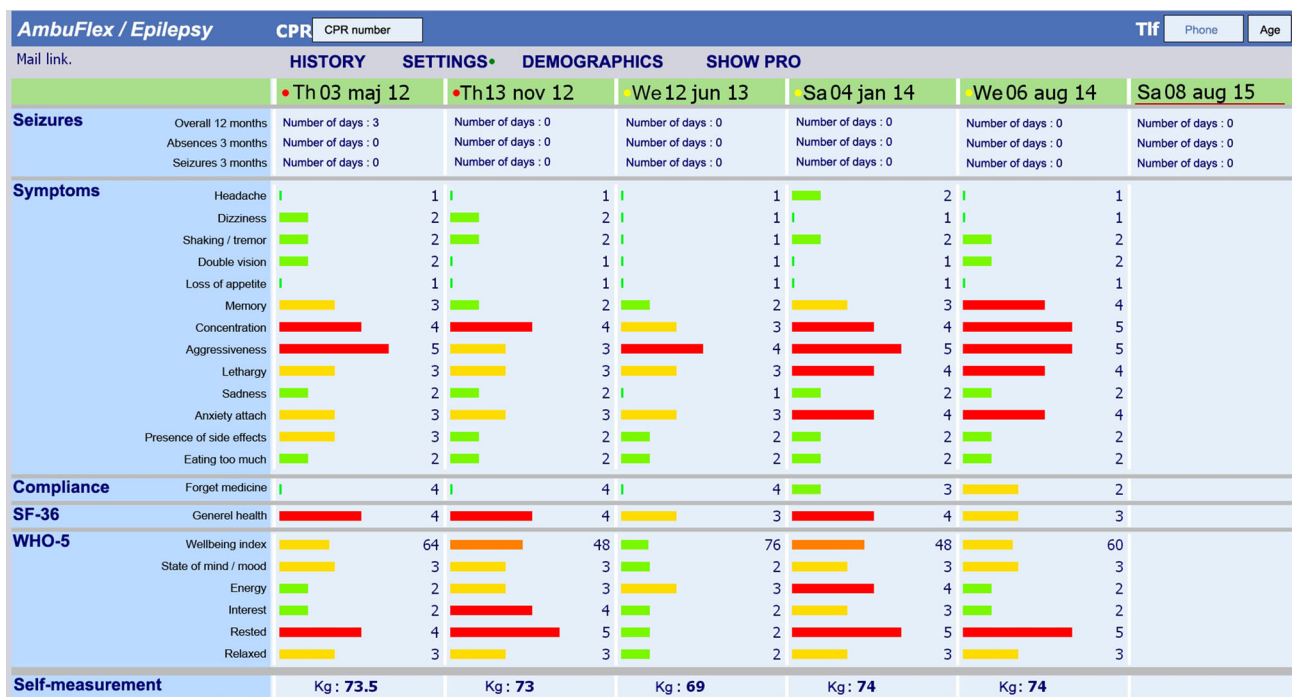 AmbuFlex / Epilepsy CPR CPR number Tlf Phone Age
Mail link. HISTORY SETTINGS• DEMOGRAPHICS SHOW PRO
Th 03 maj 12 Th 13 nov 12 We 12 jun 13 Sa 04 jan 14 We 06 aug 14 Sa 08 aug 15
Seizures Overall 12 months Number of days : 3 Number of days : 0 Number of days : 0 Number of days : 0 Number of days : 0 Number of days : 0
Absences 3 months Number of days : 0 Number of days : 0 Number of days : 0 Number of days : 0 Number of days : 0 Number of days : 0
Seizures 3 months Number of days : 0 Number of days : 0 Number of days : 0 Number of days : 0 Number of days : 0 Number of days : 0
Symptoms Headache 1 1 1 2 1
Dizziness 2 2 1 1 1
Shaking / tremor 2 2 1 2 2
Double vision 2 1 1 1 2
Loss of appetite 1 1 1 1 1
Memory 3 2 2 3 4
Concentration 4 4 3 4 5
Aggressiveness 5 3 4 5 5
Lethargy 3 3 3 4 4
Sadness 2 2 1 2 2
Anxiety attach 3 3 3 4 4
Presence of side effects 3 2 2 2 2
Eating too much 2 2 2 2 2
Compliance Forget medicine 4 4 4 3 2
SF-36 Generel health 4 4 3 4 3
WHO-5 Wellbeing index 64 48 76 48 60
State of mind / mood 3 3 2 3 3
Energy 2 3 3 4 2
Interest 2 4 2 3 2
Rested 4 5 2 5 5
Relaxed 3 3 2 3 3
Self-measurement Kg : 73.5 Kg : 73 Kg : 69 Kg : 74 Kg : 74